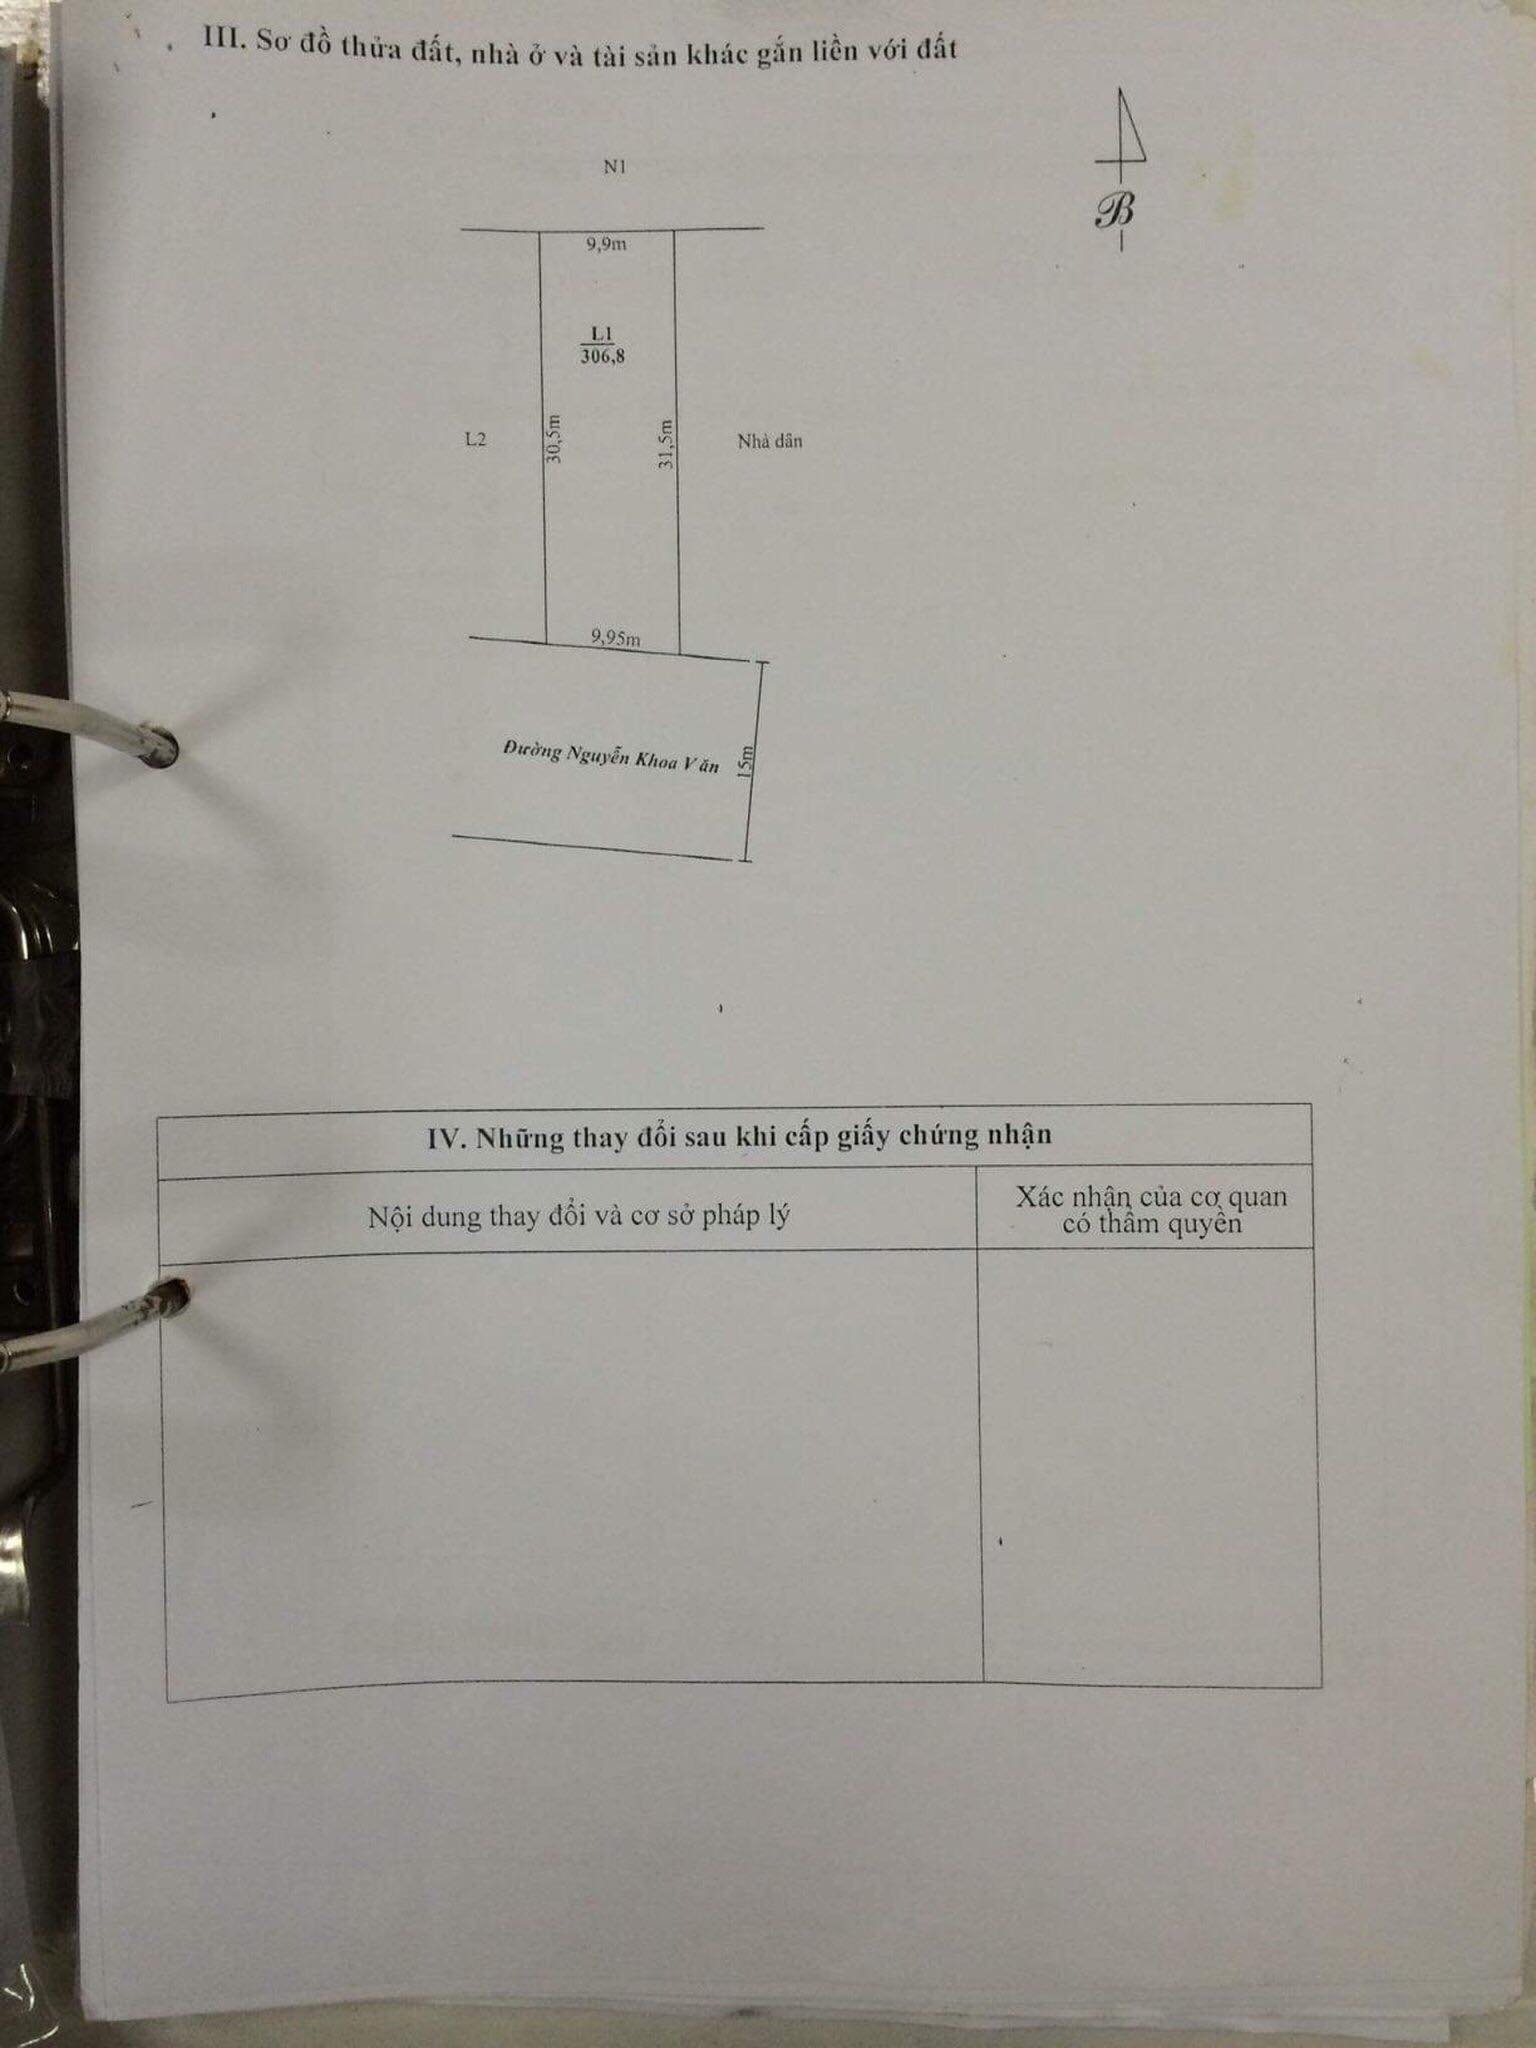 III. Sơ đồ thửa đất, nhà ở và tài sản khác gắn liền với đất
N1
B
9,9m
L1
306,8
L2
30,5m
31,5m
Nhà dân
9,95m
Đường Nguyễn Khoa Văn
15m
IV. Những thay đổi sau khi cấp giấy chứng nhận
Nội dung thay đổi và cơ sở pháp lý
Xác nhận của cơ quan
có thẩm quyền